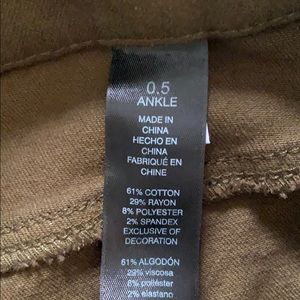 0.5
ANKLE
MADE IN
CHINA
HECHO EN
CHINA
FABRIQUÉ EN
CHINE
61% COTTON
29% RAYON
8% POLYESTER
2% SPANDEX
EXCLUSIVE OF
DECORATION
61% ALGODÓN
29% viscosa
8% poliéster
2% elastano